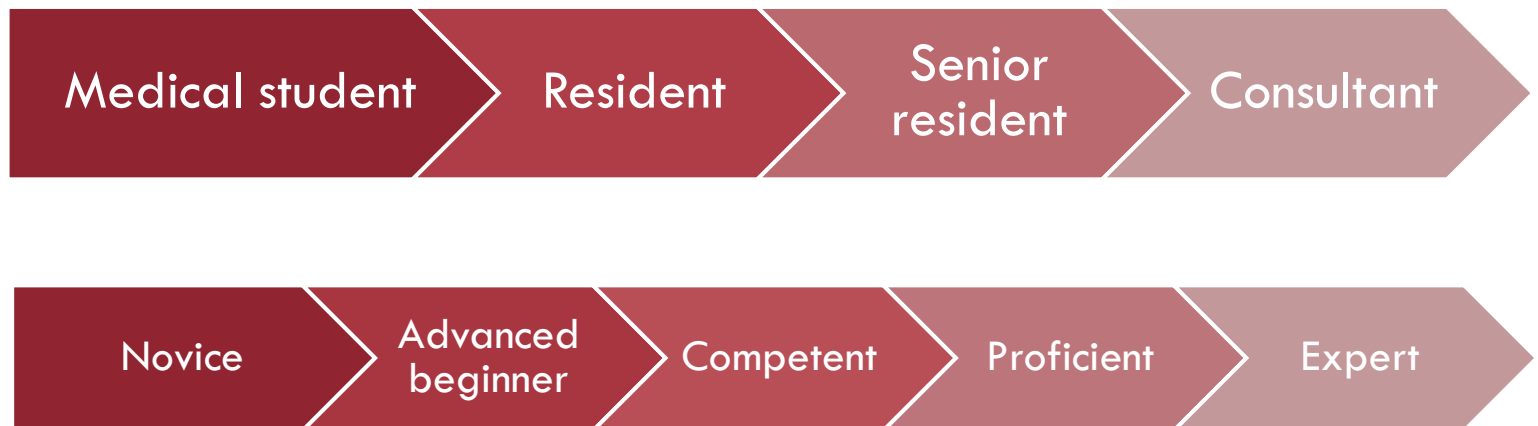 Medical student
Resident
Senior
resident
Consultant
Novice
Advanced
beginner
Competent
Proficient
Expert